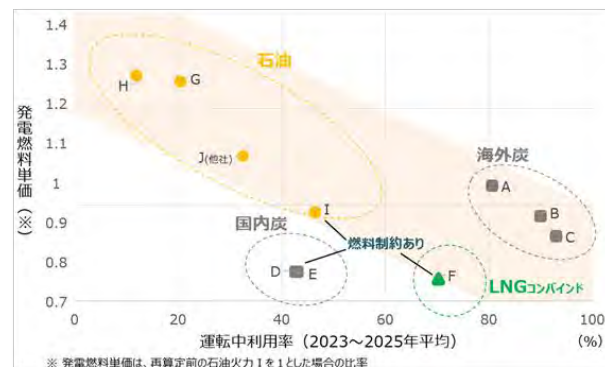 1.4
1.3
1.2
1.1
1
0.9
0.8
0.7
発電燃料単価（※）
石油
H
G
J(他社)
I
海外炭
A
B
C
国内炭
燃料制約あり
D
E
F
LNGコンバインド
0
20
40
60
80
100
(%)
運転中利用率（2023～2025年平均）
※ 発電燃料単価は、再算定前の石油火力Ⅰを1とした場合の比率